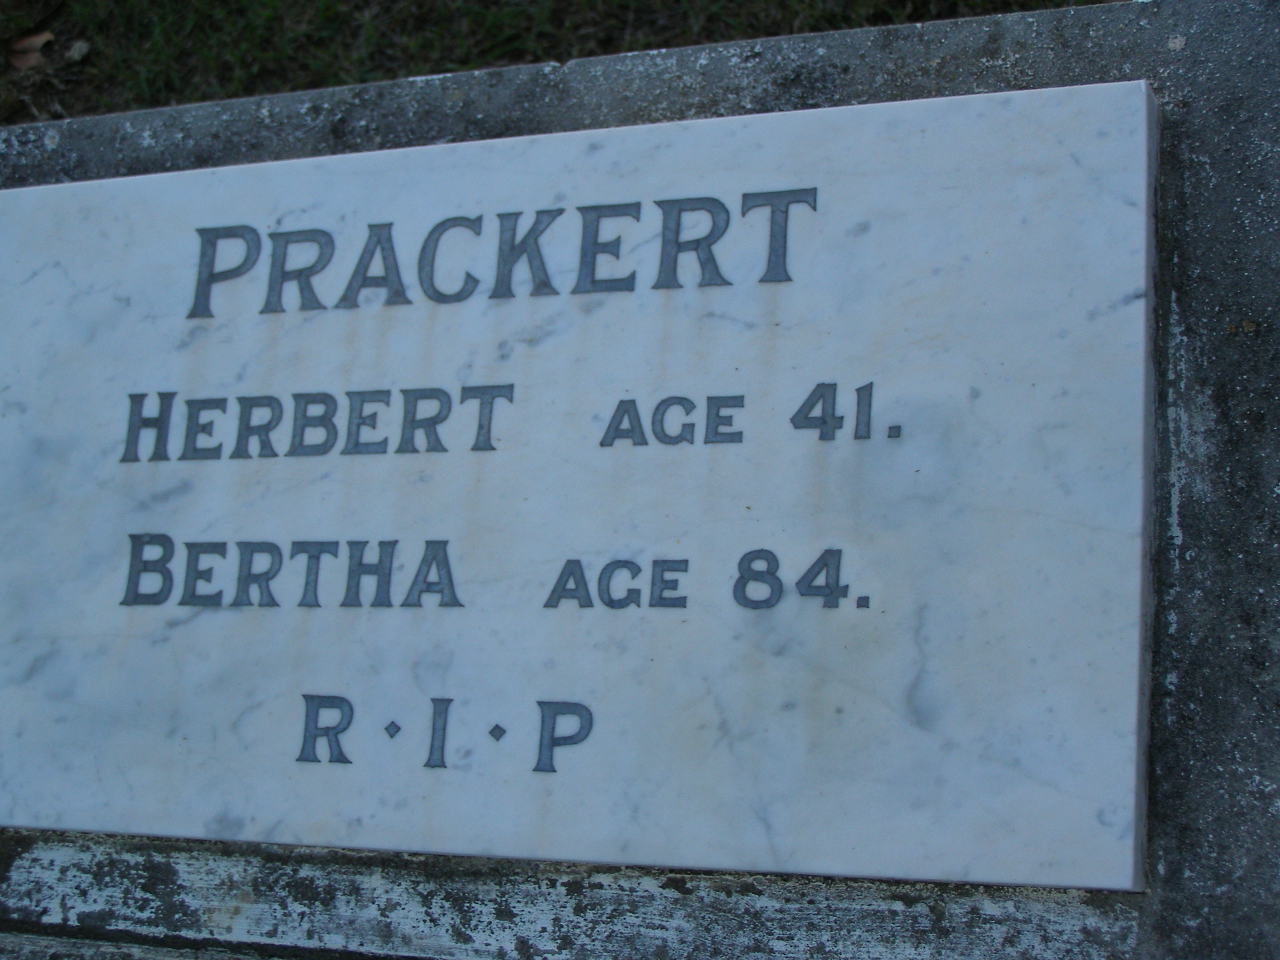 PRACKERT
HERBERT AGE 41.
BERTHA AGE 84.
R·I·P